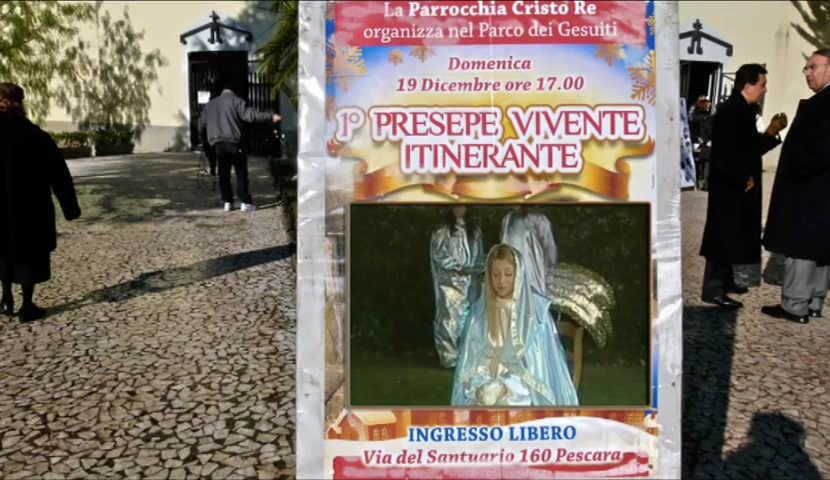 La Parrocchia Cristo Re
organizza nel Parco dei Gesuiti
Domenica
19 Dicembre ore 17.00
1° PRESEPE VIVENTE
ITINERANTE
INGRESSO LIBERO
Via del Santuario 160 Pescara